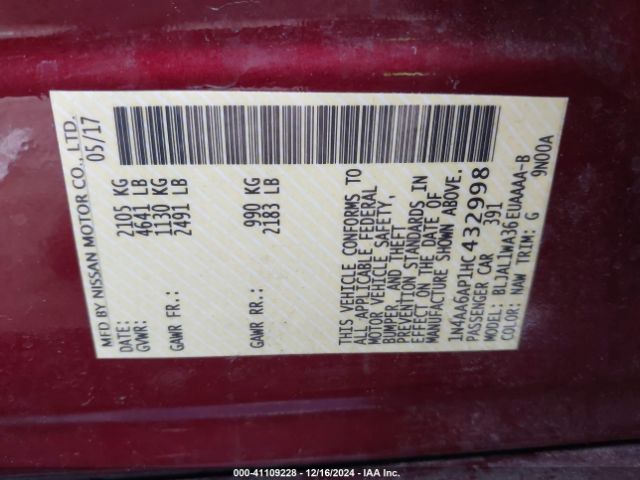 MFD BY NISSAN MOTOR CO., LTD.
DATE: 05/17
GVWR: 2105 KG
4641 LB
GAWR FR.: 1130 KG
2491 LB
GAWR RR.: 990 KG
2183 LB
THIS VEHICLE CONFORMS TO
ALL APPLICABLE FEDERAL
MOTOR VEHICLE SAFETY,
BUMPER, AND THEFT
PREVENTION STANDARDS IN
EFFECT ON THE DATE OF
MANUFACTURE SHOWN ABOVE.
1N4AA6AP1HC432998
PASSENGER CAR 391
MODEL: BLJAL1WA36EUAAAA-B
COLOR: NAW TRIM: G 9N00A
000-41109228 - 12/16/2024 - IAA Inc.